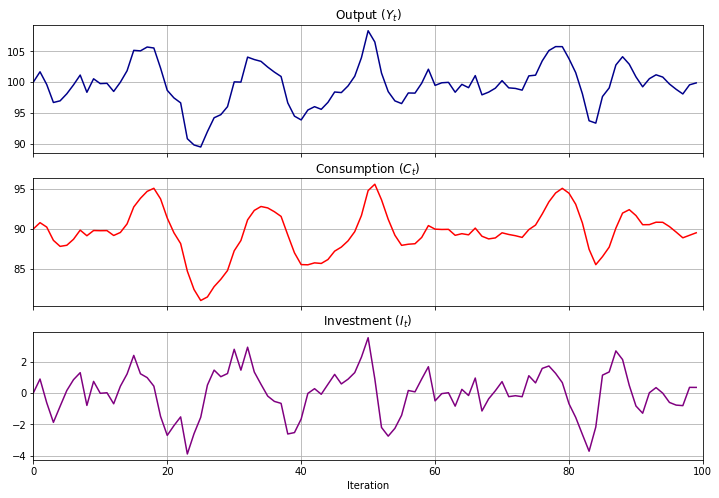 Output (Y_t)
105
100
95
90
Consumption (C_t)
95
90
85
Investment (I_t)
2
0
−2
−4
0 20 40 60 80 100
Iteration